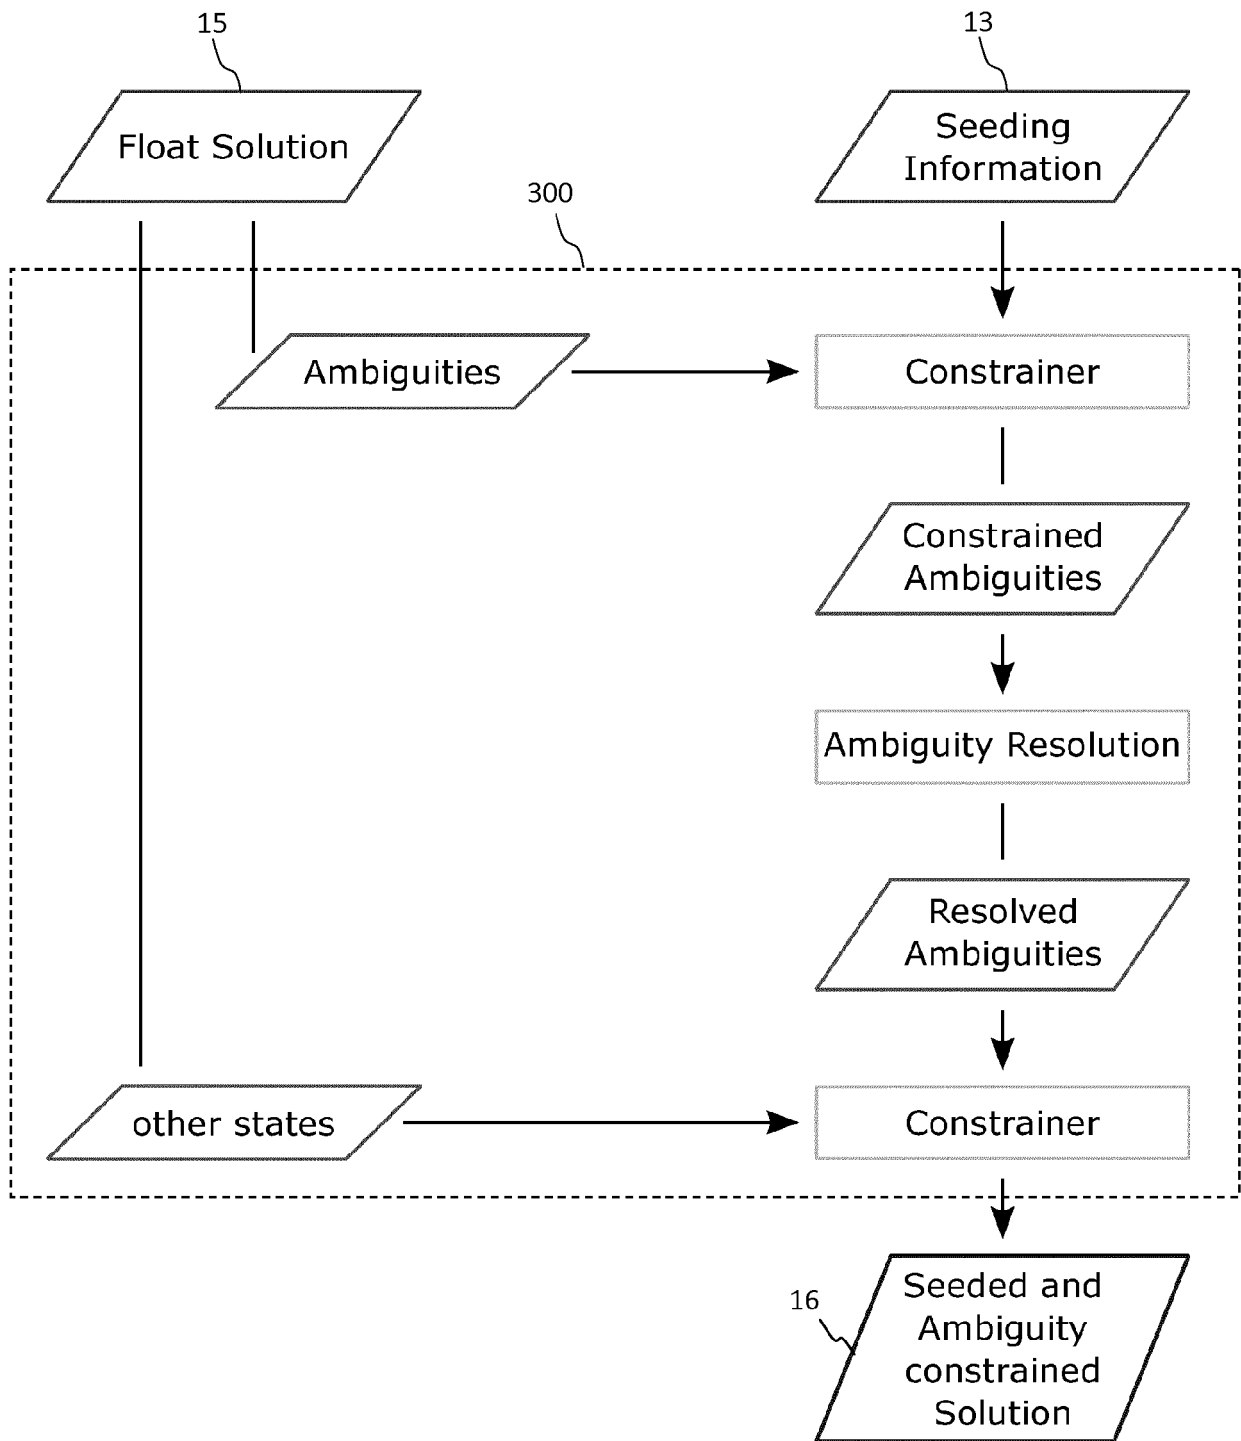 15
13
Float Solution
Seeding
Information
300
Ambiguities
Constrainer
Constrained
Ambiguities
Ambiguity Resolution
Resolved
Ambiguities
other states
Constrainer
16
Seeded and
Ambiguity
constrained
Solution